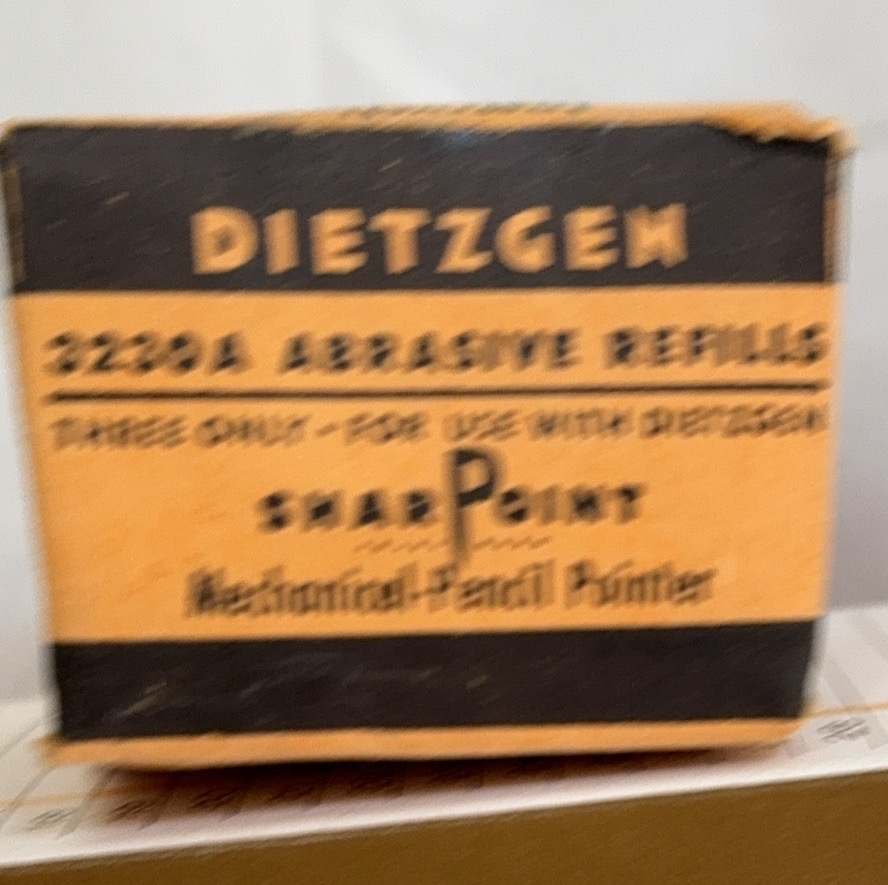 DIETZGEN
3230A ABRASIVE REFILLS
THREE ONLY - FOR USE WITH DIETZGEN
SHARPOINT
Mechanical-Pencil Pointer